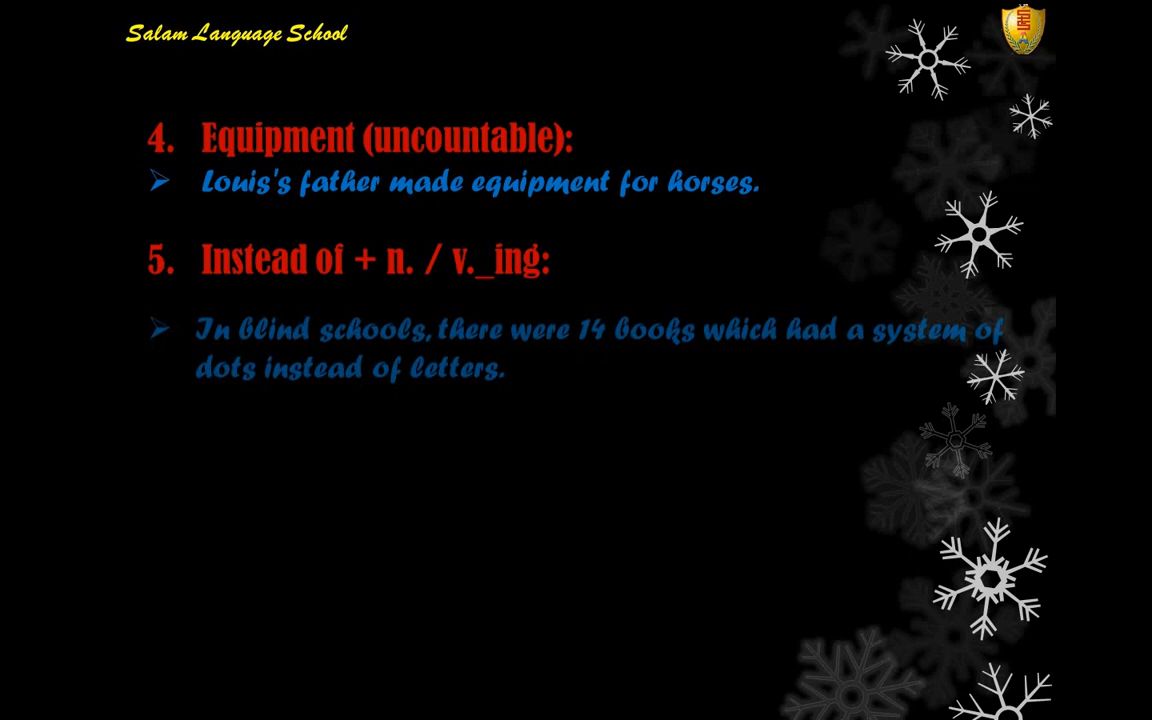 Salam Language School
4. Equipment (uncountable):
Louis's father made equipment for horses.
5. Instead of + n. / v._ing:
In blind schools, there were 14 books which had a system of
dots instead of letters.